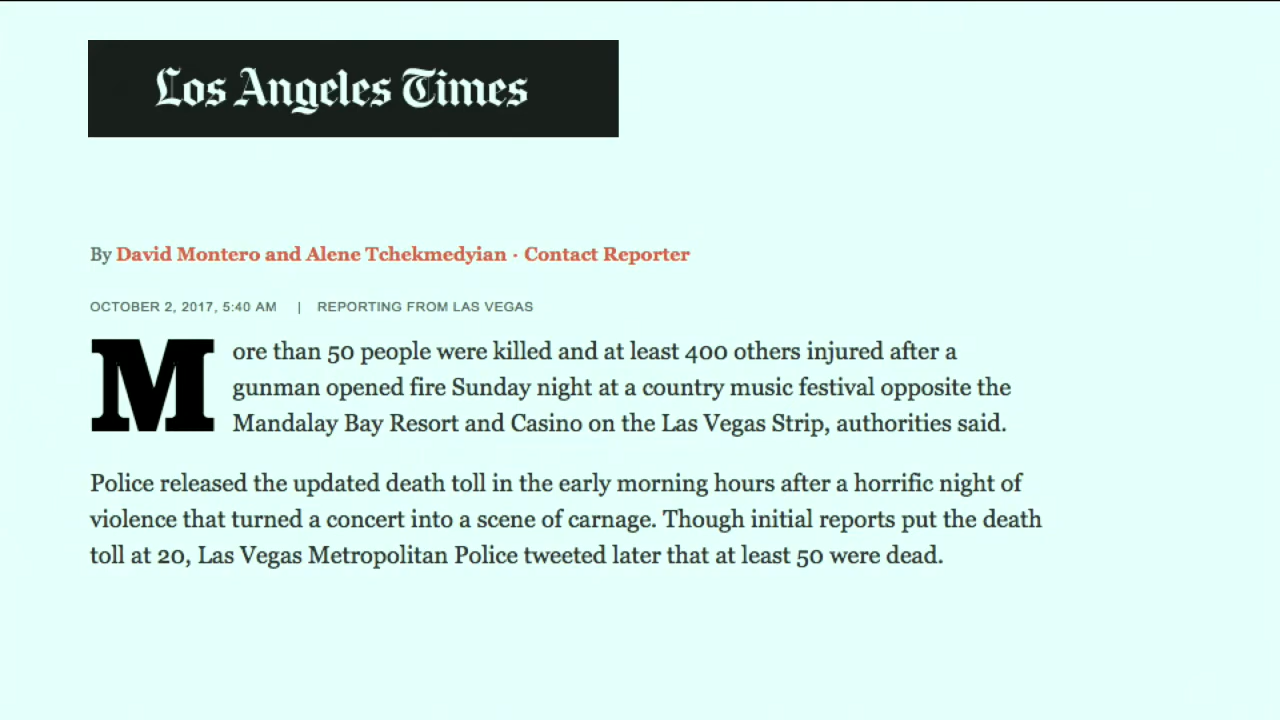 Los Angeles Times
By David Montero and Alene Tchekmedyian · Contact Reporter
OCTOBER 2, 2017, 5:40 AM | REPORTING FROM LAS VEGAS
More than 50 people were killed and at least 400 others injured after a
gunman opened fire Sunday night at a country music festival opposite the
Mandalay Bay Resort and Casino on the Las Vegas Strip, authorities said.
Police released the updated death toll in the early morning hours after a horrific night of
violence that turned a concert into a scene of carnage. Though initial reports put the death
toll at 20, Las Vegas Metropolitan Police tweeted later that at least 50 were dead.